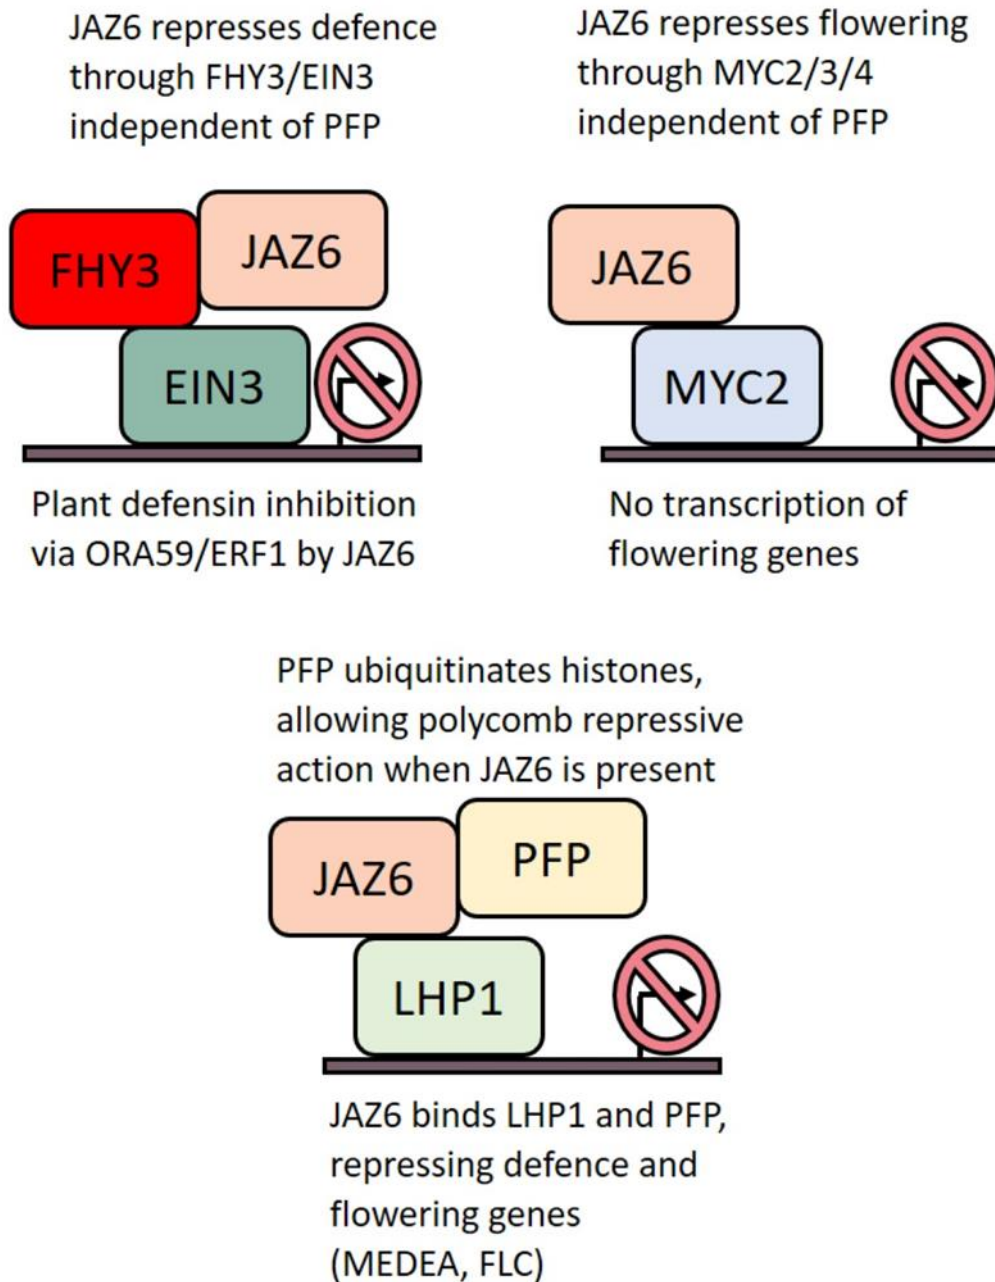 JAZ6 represses defence
through FHY3/EIN3
independent of PFP
FHY3
JAZ6
EIN3
Plant defensin inhibition
via ORA59/ERF1 by JAZ6
JAZ6 represses flowering
through MYC2/3/4
independent of PFP
JAZ6
MYC2
No transcription of
flowering genes
PFP ubiquitinates histones,
allowing polycomb repressive
action when JAZ6 is present
JAZ6
PFP
LHP1
JAZ6 binds LHP1 and PFP,
repressing defence and
flowering genes
(MEDEA, FLC)